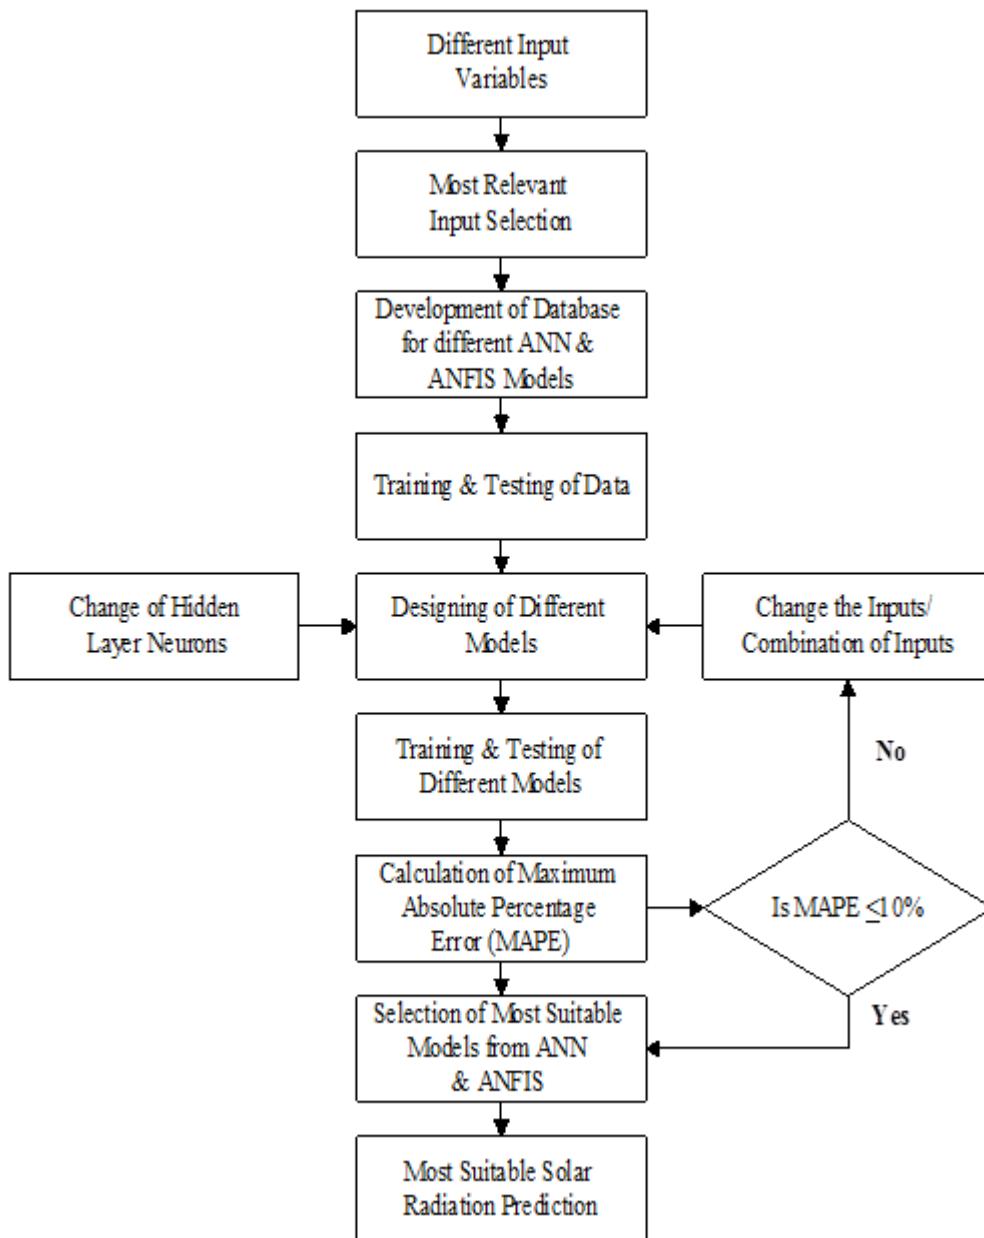 Different Input
Variables
Most Relevant
Input Selection
Development of Database
for different ANN &
ANFIS Models
Training & Testing of Data
Change of Hidden
Layer Neurons
Designing of Different
Models
Change the Inputs/
Combination of Inputs
Training & Testing of
Different Models
No
Calculation of Maximum
Absolute Percentage
Error (MAPE)
Is MAPE ≤10%
Yes
Selection of Most Suitable
Models from ANN
& ANFIS
Most Suitable Solar
Radiation Prediction